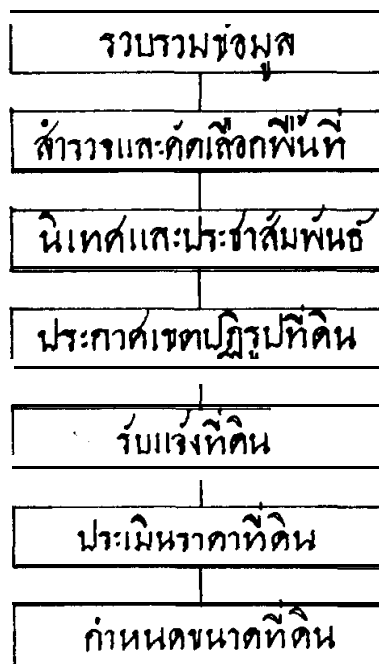 รวบรวมข้อมูล
สำรวจและคัดเลือกพื้นที่
นิเทศและประชาสัมพันธ์
ประกาศเขตปฏิรูปที่ดิน
รับแจ้งที่ดิน
ประเมินราคาที่ดิน
กำหนดขนาดที่ดิน